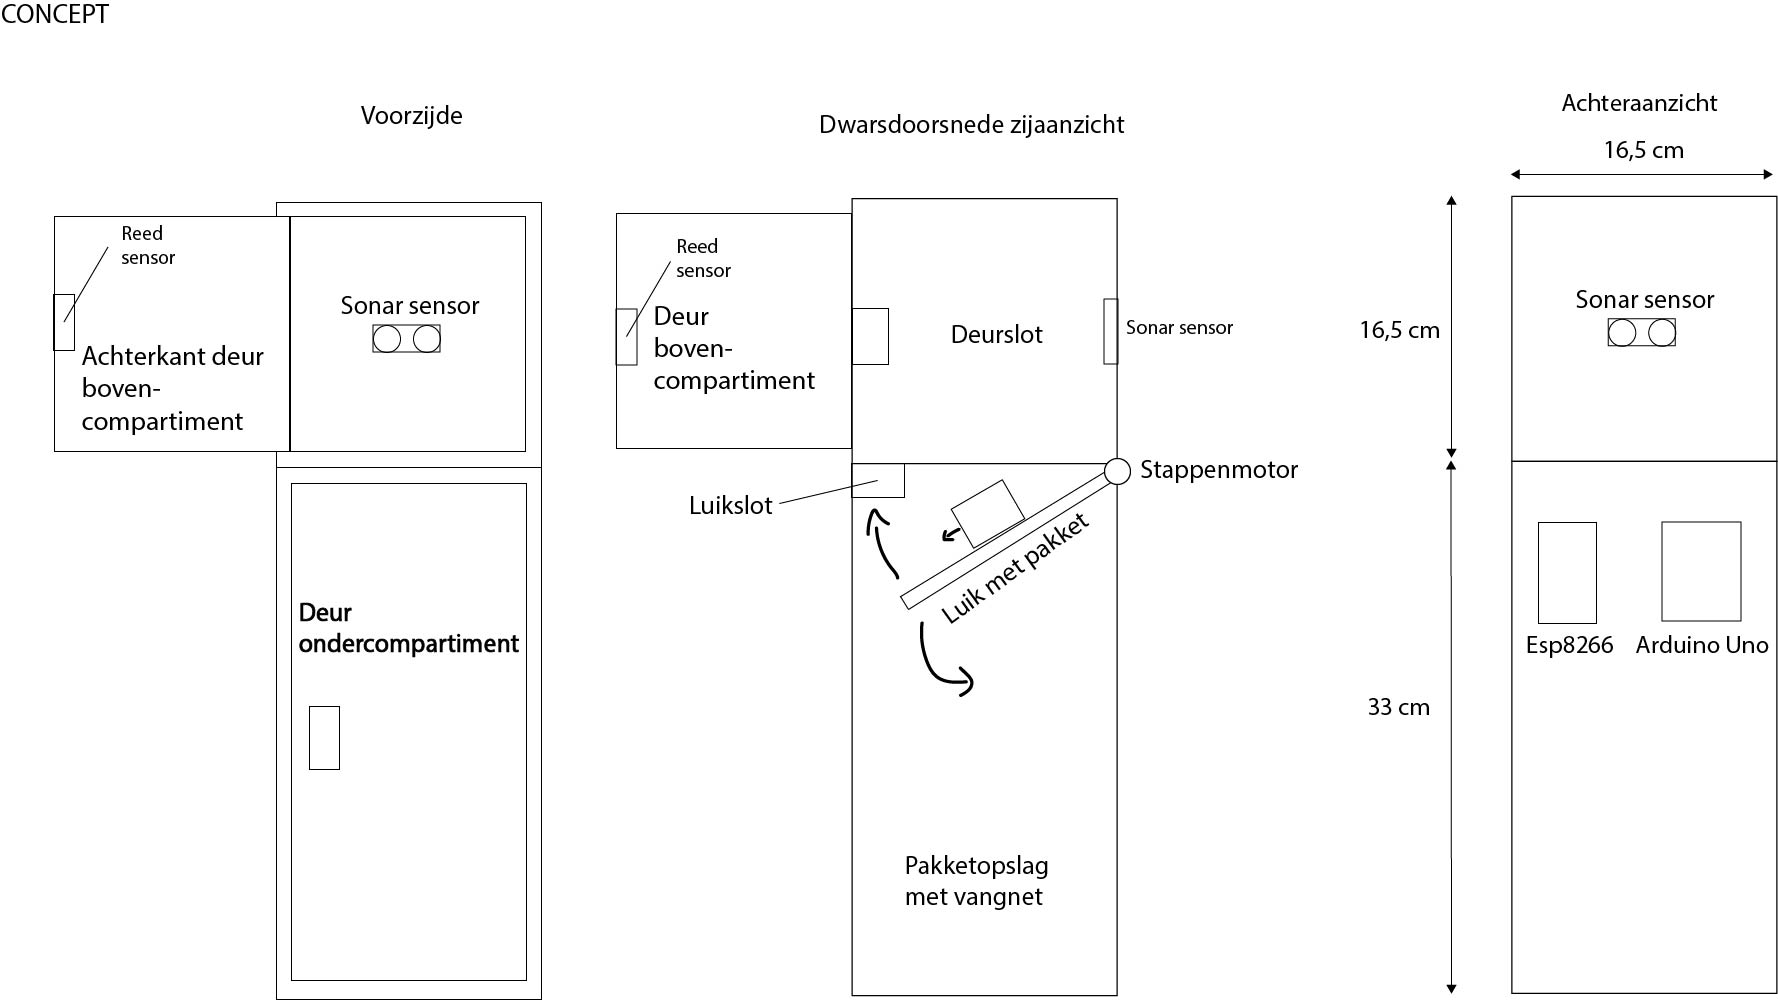 CONCEPT
Voorzijde
Reed
sensor
Sonar sensor
Achterkant deur
boven-
compartiment
Deur
ondercompartiment
Dwarsdoorsnede zijaanzicht
Reed
sensor
Deur
boven-
compartiment
Deurslot
Sonar sensor
Luikslot
Stappenmotor
Luik met pakket
Pakketopslag
met vangnet
Achteraanzicht
16,5 cm
16,5 cm
Sonar sensor
33 cm
Esp8266
Arduino Uno